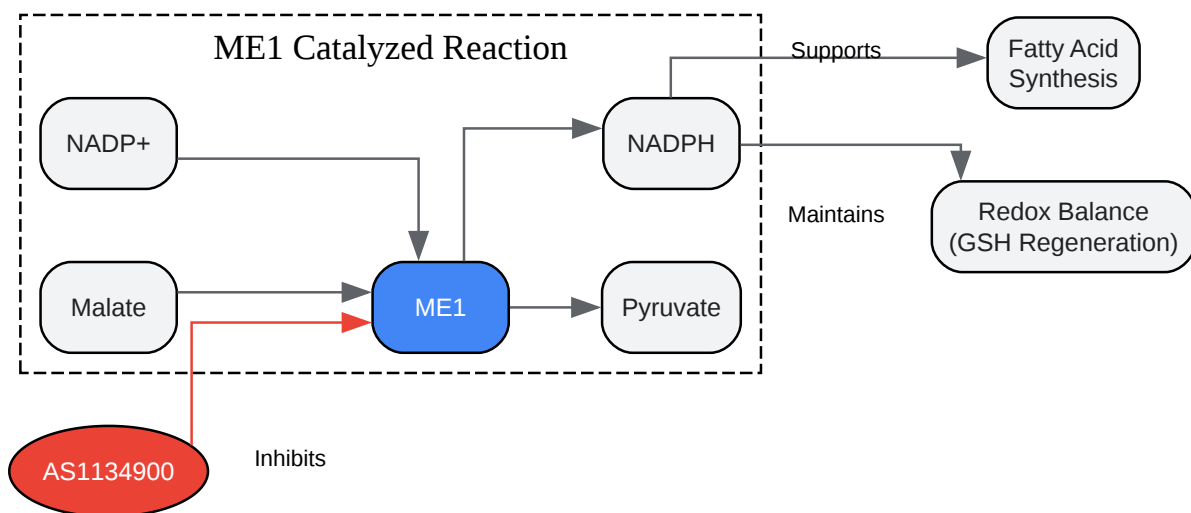 ME1 Catalyzed Reaction
Supports
Fatty Acid
Synthesis
NADP+
NADPH
Maintains
Redox Balance
(GSH Regeneration)
Malate
ME1
Pyruvate
AS1134900
Inhibits